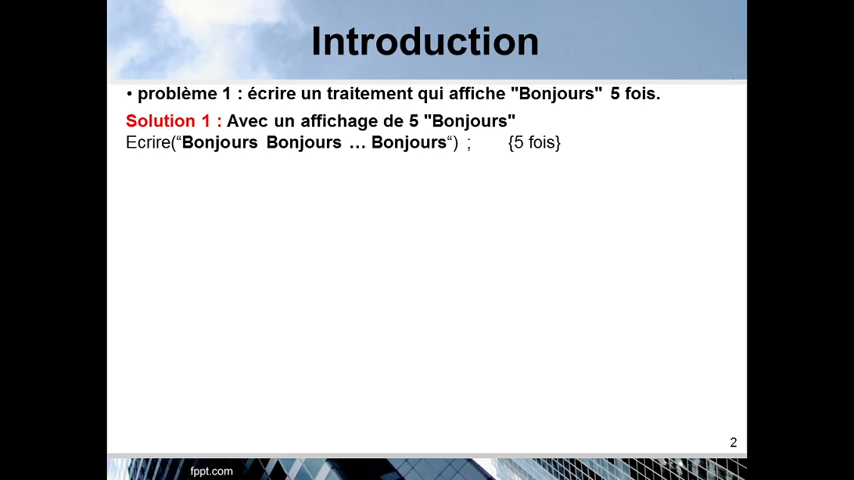 Introduction
• problème 1 : écrire un traitement qui affiche "Bonjours" 5 fois.
Solution 1 : Avec un affichage de 5 "Bonjours"
Ecrire(“Bonjours Bonjours … Bonjours“) ; {5 fois}
2
fppt.com